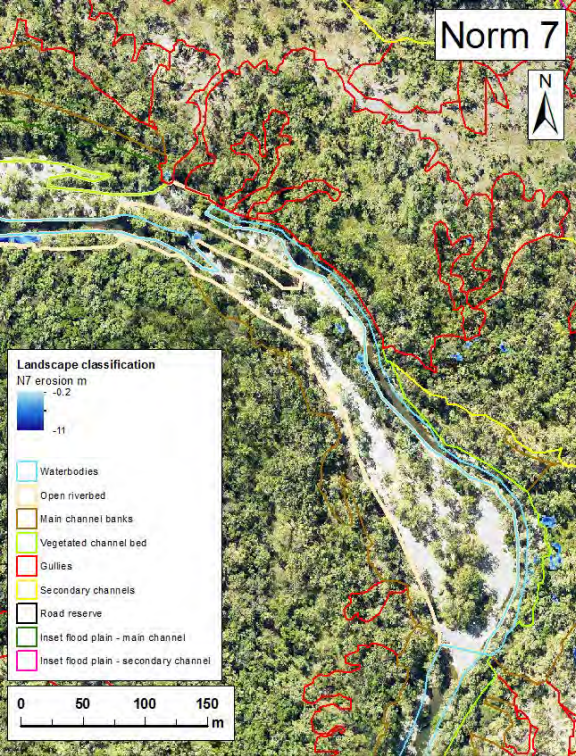 Norm 7
N
Landscape classification
N7 erosion m
-0.2
-11
Waterbodies
Open riverbed
Main channel banks
Vegetated channel bed
Gullies
Secondary channels
Road reserve
Inset flood plain - main channel
Inset flood plain - secondary channel
0 50 100 150
m